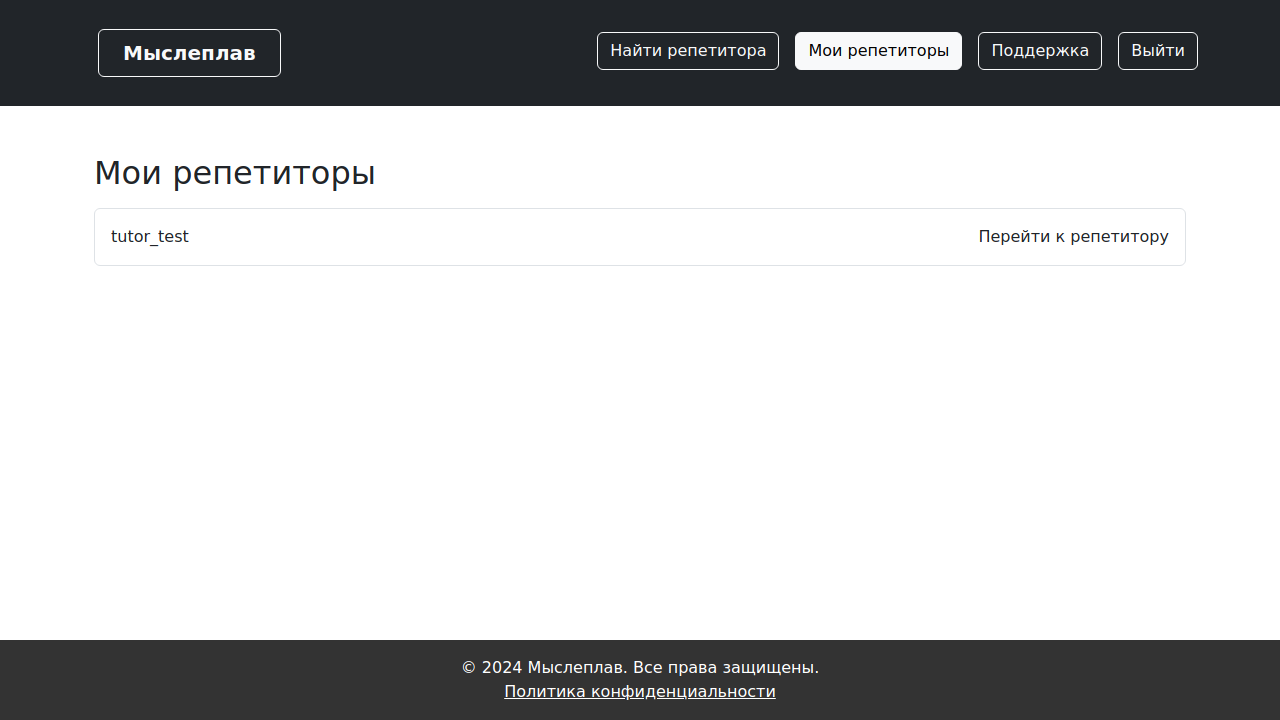 Мыслеплав
Найти репетитора
Мои репетиторы
Поддержка
Выйти
Мои репетиторы
tutor_test
Перейти к репетитору
© 2024 Мыслеплав. Все права защищены.
Политика конфиденциальности